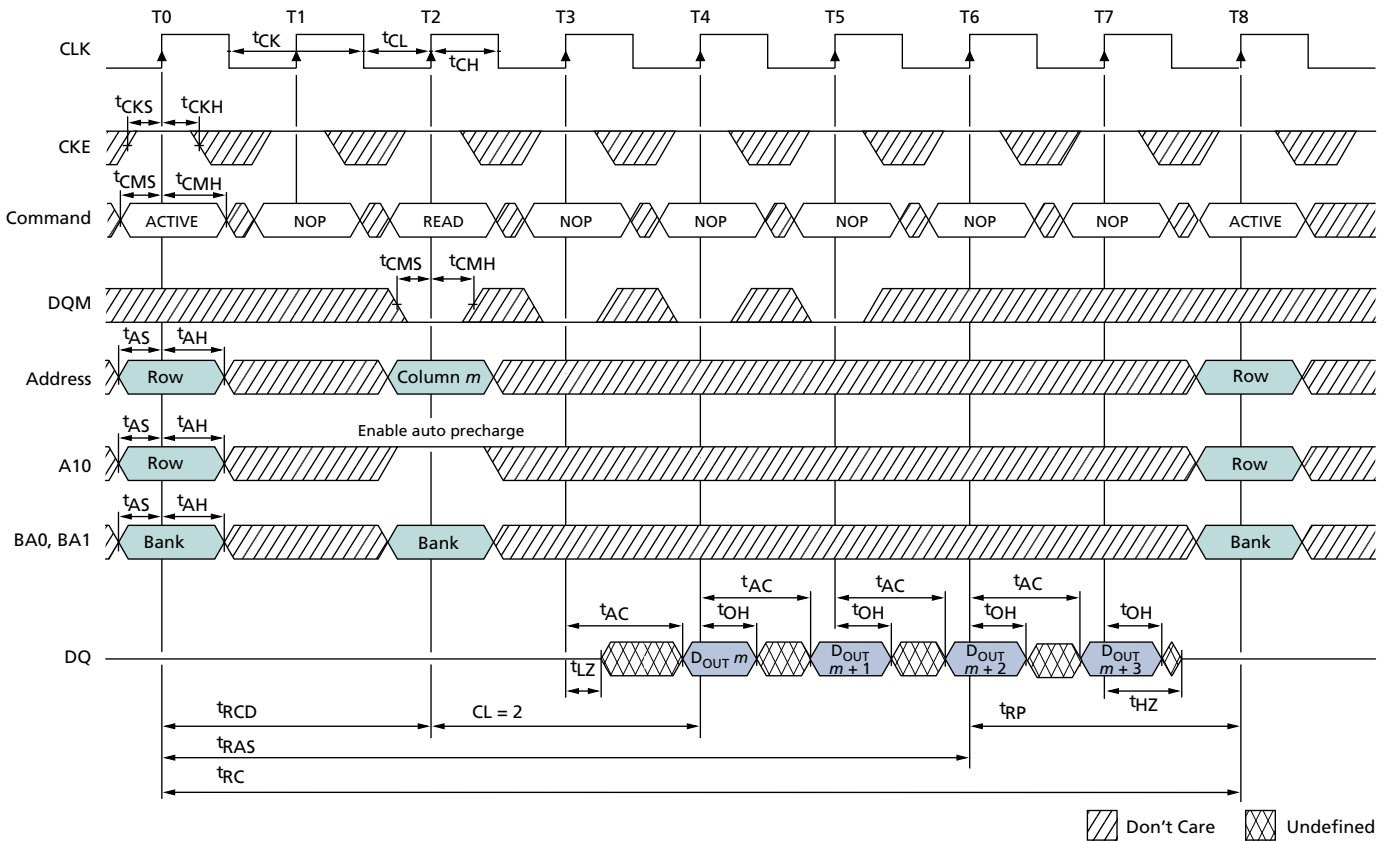 T0 T1 T2 T3 T4 T5 T6 T7 T8
CLK
tCK tCL
tCH
tCKS tCKH
CKE
tCMS tCMH
Command ACTIVE NOP READ NOP NOP NOP NOP NOP ACTIVE
tCMS tCMH
DQM
tAS tAH
Address Row Column m Row
tAS tAH Enable auto precharge
A10 Row Row
tAS tAH
BA0, BA1 Bank Bank Bank
tAC tAC tAC
tAC tOH tOH tOH tOH
DQ DOUT m DOUT m + 1 DOUT m + 2 DOUT m + 3
tLZ tHZ
tRCD CL = 2 tRP
tRAS
tRC
Don't Care Undefined